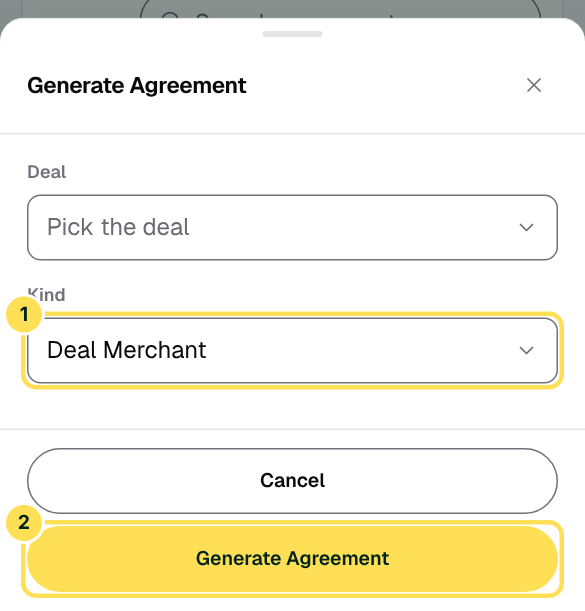 Generate Agreement
Deal
Pick the deal
Kind
1
Deal Merchant
Cancel
2
Generate Agreement